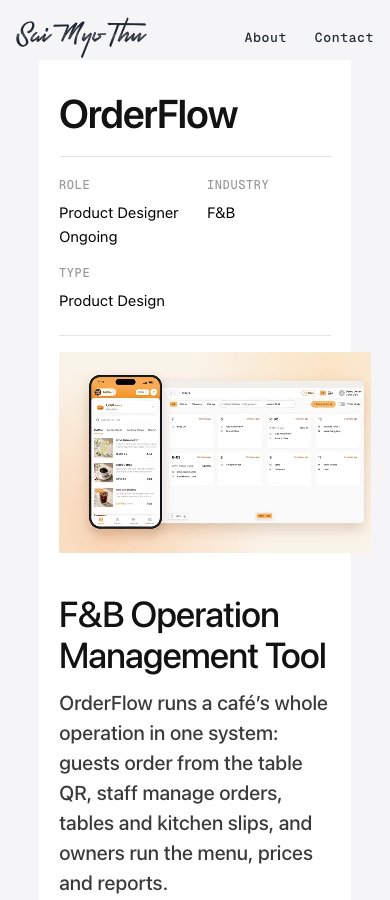 Sai Myo Thu
About
Contact
OrderFlow
ROLE
INDUSTRY
Product Designer
F&B
Ongoing
TYPE
Product Design
F&B Operation
Management Tool
OrderFlow runs a café’s whole
operation in one system:
guests order from the table
QR, staff manage orders,
tables and kitchen slips, and
owners run the menu, prices
and reports.